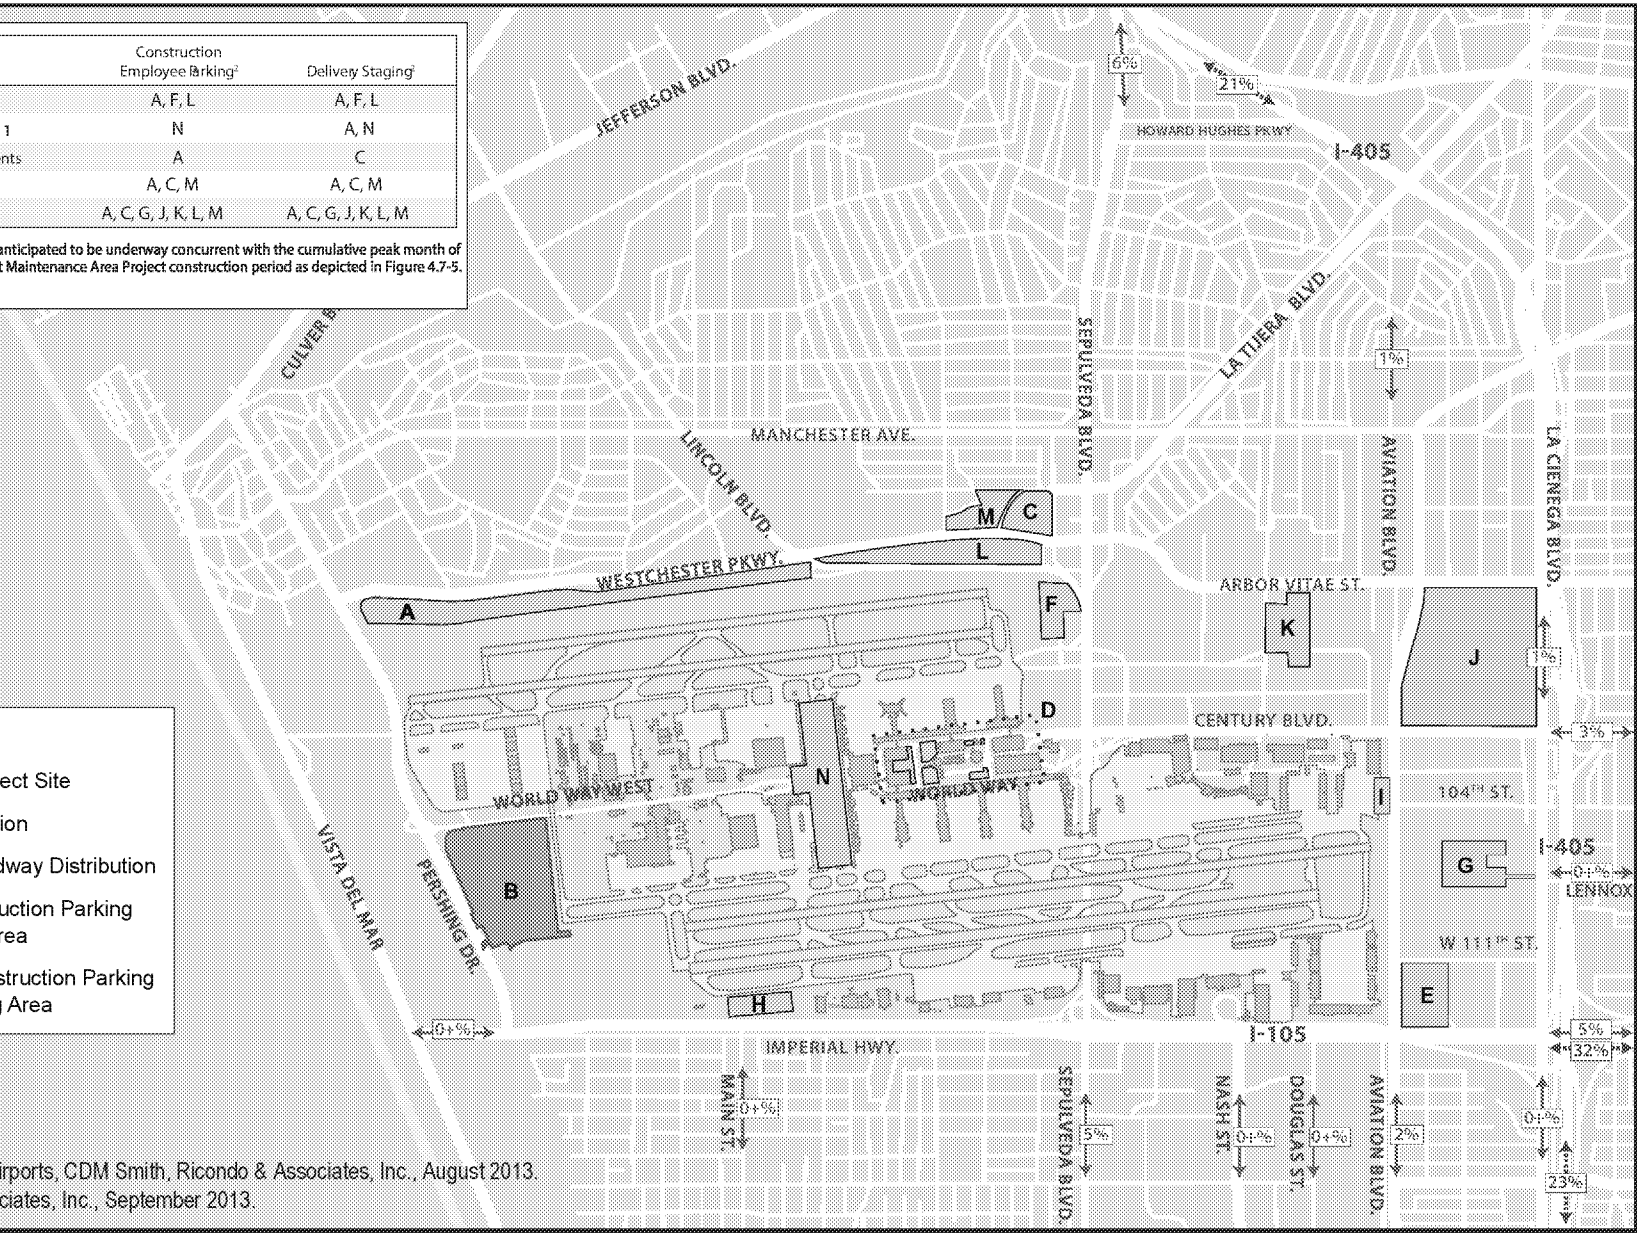 Construction
Employee Parking² Delivery Staging²
A, F, L A, F, L
1 N A, N
nts A C
A, C, M A, C, M
A, C, G, J, K, L, M A, C, G, J, K, L, M
anticipated to be underway concurrent with the cumulative peak month of
t Maintenance Area Project construction period as depicted in Figure 4.7-5.
6%
21%
JEFFERSON BLVD.
HOWARD HUGHES PKWY
I-405
CULVER B
SEPULVEDA BLVD.
LA TIJERA BLVD.
1%
MANCHESTER AVE.
LINCOLN BLVD.
AVIATION BLVD.
LA CIENEGA BLVD.
M
C
L
WESTCHESTER PKWY.
ARBOR VITAE ST.
A
F
K
J
1%
D
CENTURY BLVD.
3%
N
WORLD WAY WEST
WORLD WAY
I
104TH ST.
ect Site
ion
dway Distribution
uction Parking
rea
struction Parking
g Area
VISTA DEL MAR
PERSHING DR.
B
I-405
G
0+%
LENNOX
W 111TH ST.
E
H
0+%
I-105
5%
32%
IMPERIAL HWY.
MAIN ST.
0+%
SEPULVEDA BLVD.
5%
NASH ST.
0+%
DOUGLAS ST.
0+%
AVIATION BLVD.
2%
0+%
23%
irports, CDM Smith, Ricondo & Associates, Inc., August 2013.
ciates, Inc., September 2013.